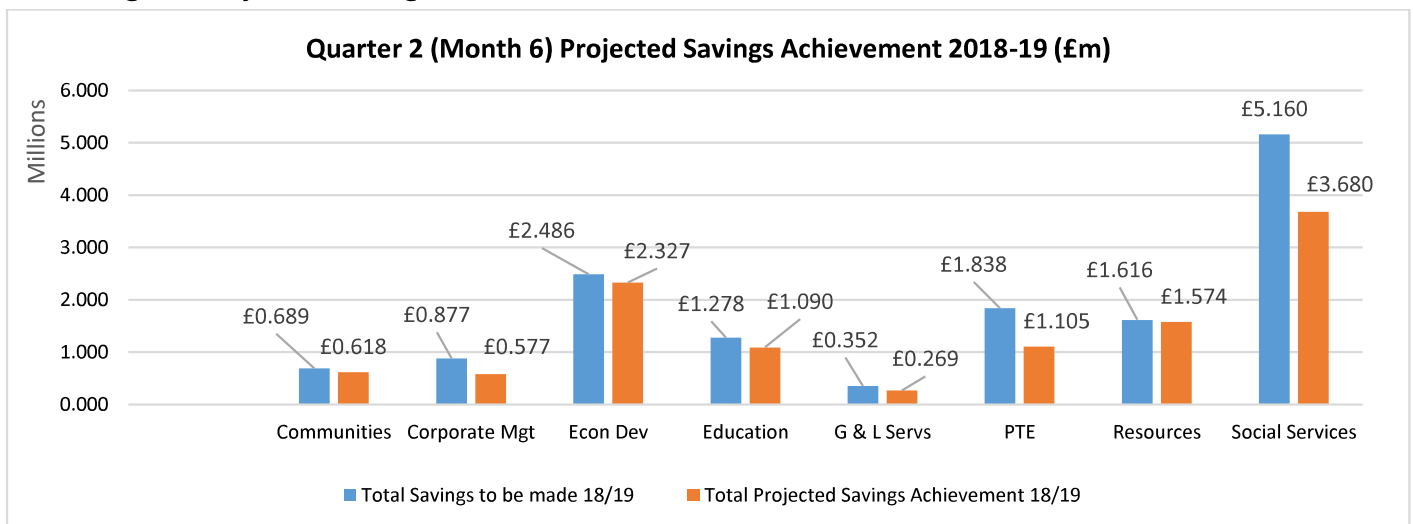 Quarter 2 (Month 6) Projected Savings Achievement 2018-19 (£m)
Millions
6.000
5.000
4.000
3.000
2.000
1.000
0.000
£0.689
£0.618
£0.877
£0.577
£2.486
£2.327
£1.278
£1.090
£0.352
£0.269
£1.838
£1.105
£1.616
£1.574
£5.160
£3.680
Communities
Corporate Mgt
Econ Dev
Education
G & L Servs
PTE
Resources
Social Services
Total Savings to be made 18/19
Total Projected Savings Achievement 18/19